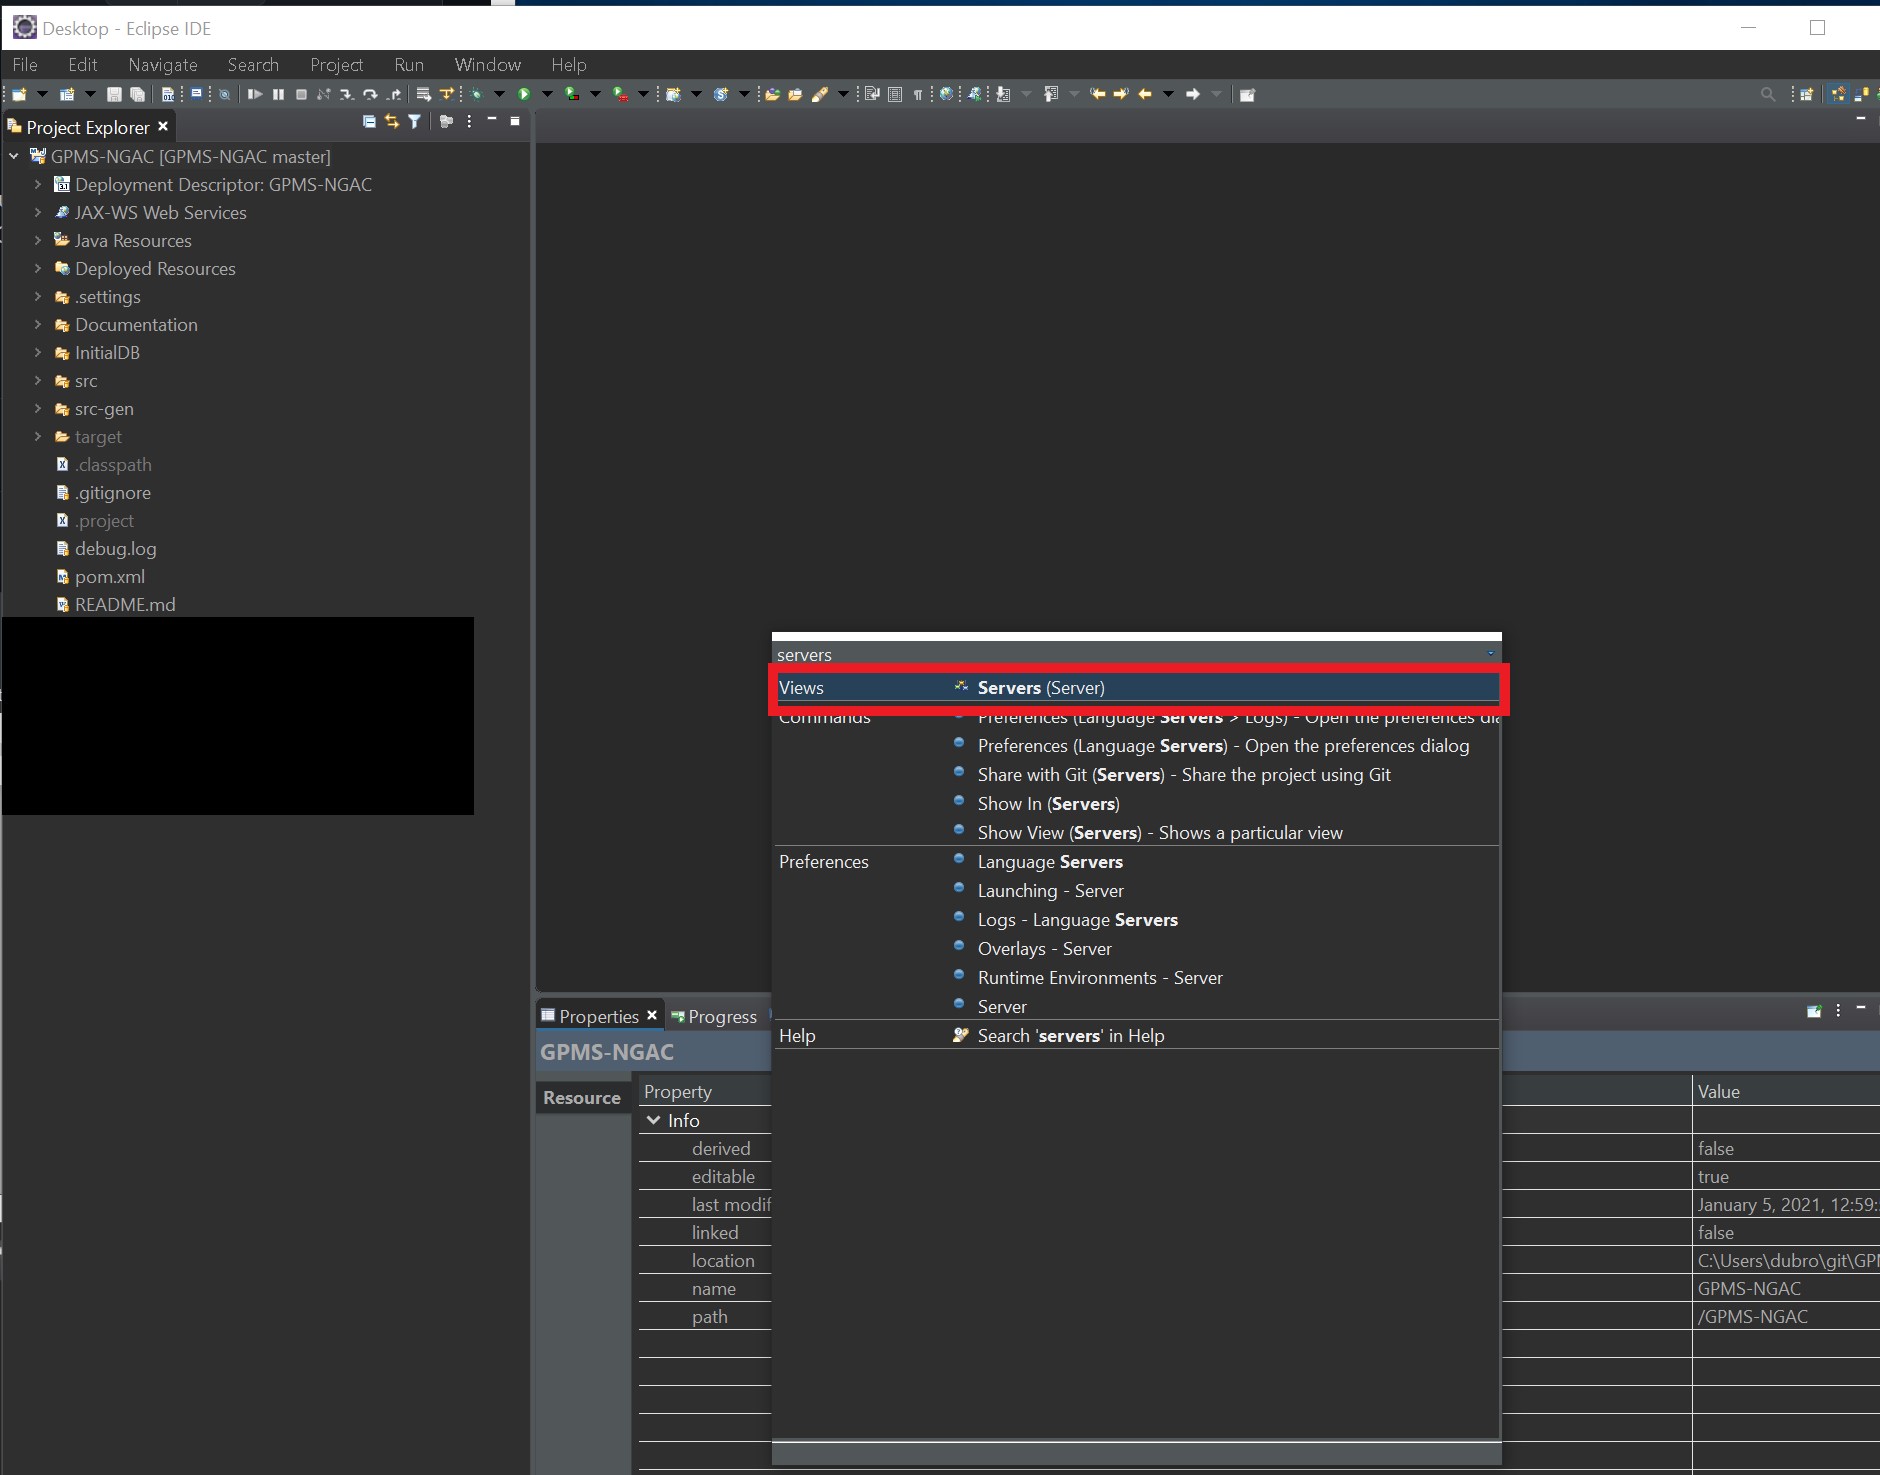 Desktop - Eclipse IDE
File Edit Navigate Search Project Run Window Help
Project Explorer
GPMS-NGAC [GPMS-NGAC master]
Deployment Descriptor: GPMS-NGAC
JAX-WS Web Services
Java Resources
Deployed Resources
.settings
Documentation
InitialDB
src
src-gen
target
.classpath
.gitignore
.project
debug.log
pom.xml
README.md
servers
Views Servers (Server)
Commands Preferences (Language Servers > Logs) - Open the preferences dia
Preferences (Language Servers) - Open the preferences dialog
Share with Git (Servers) - Share the project using Git
Show In (Servers)
Show View (Servers) - Shows a particular view
Preferences Language Servers
Launching - Server
Logs - Language Servers
Overlays - Server
Runtime Environments - Server
Server
Help Search 'servers' in Help
Properties Progress
GPMS-NGAC
Resource
Property Value
Info
derived false
editable true
last modif January 5, 2021, 12:59:
linked false
location C:\Users\dubro\git\GPM
name GPMS-NGAC
path /GPMS-NGAC